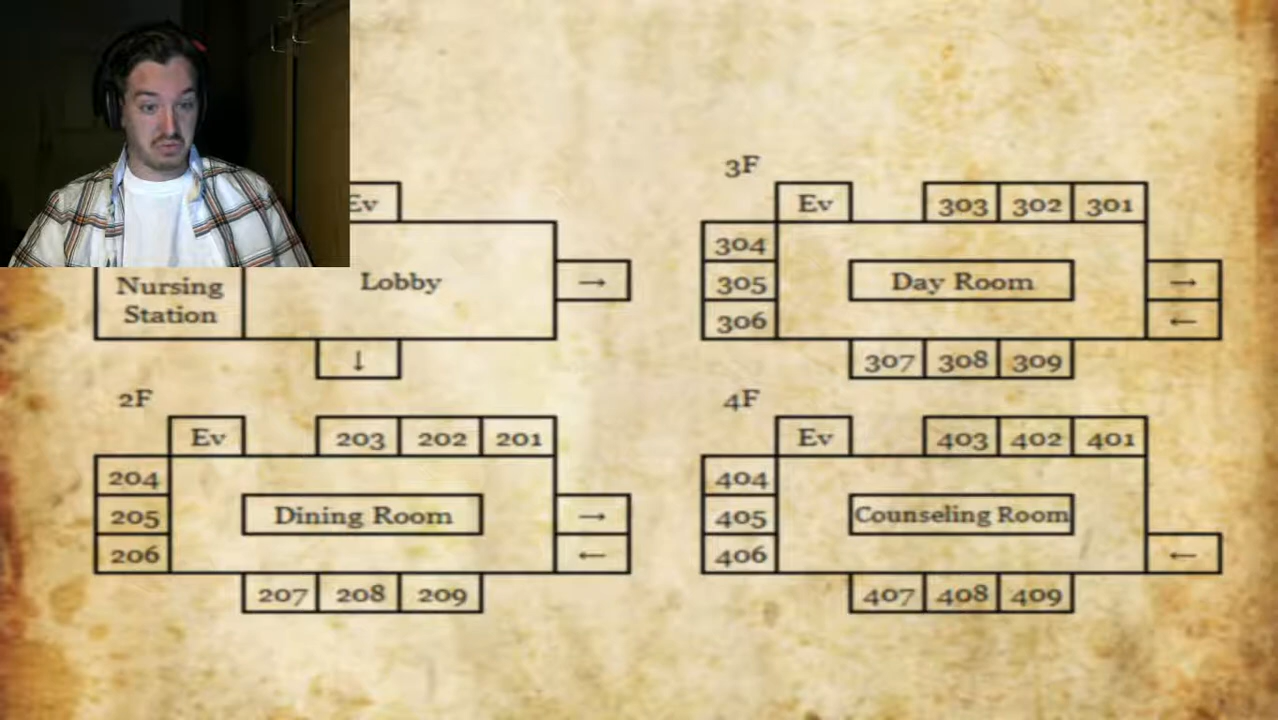 Ev
Lobby
→
Nursing
Station
↓
3F
Ev
303
302
301
304
305
306
Day Room
→
←
307
308
309
2F
Ev
203
202
201
204
205
206
Dining Room
→
←
207
208
209
4F
Ev
403
402
401
404
405
406
Counseling Room
←
407
408
409